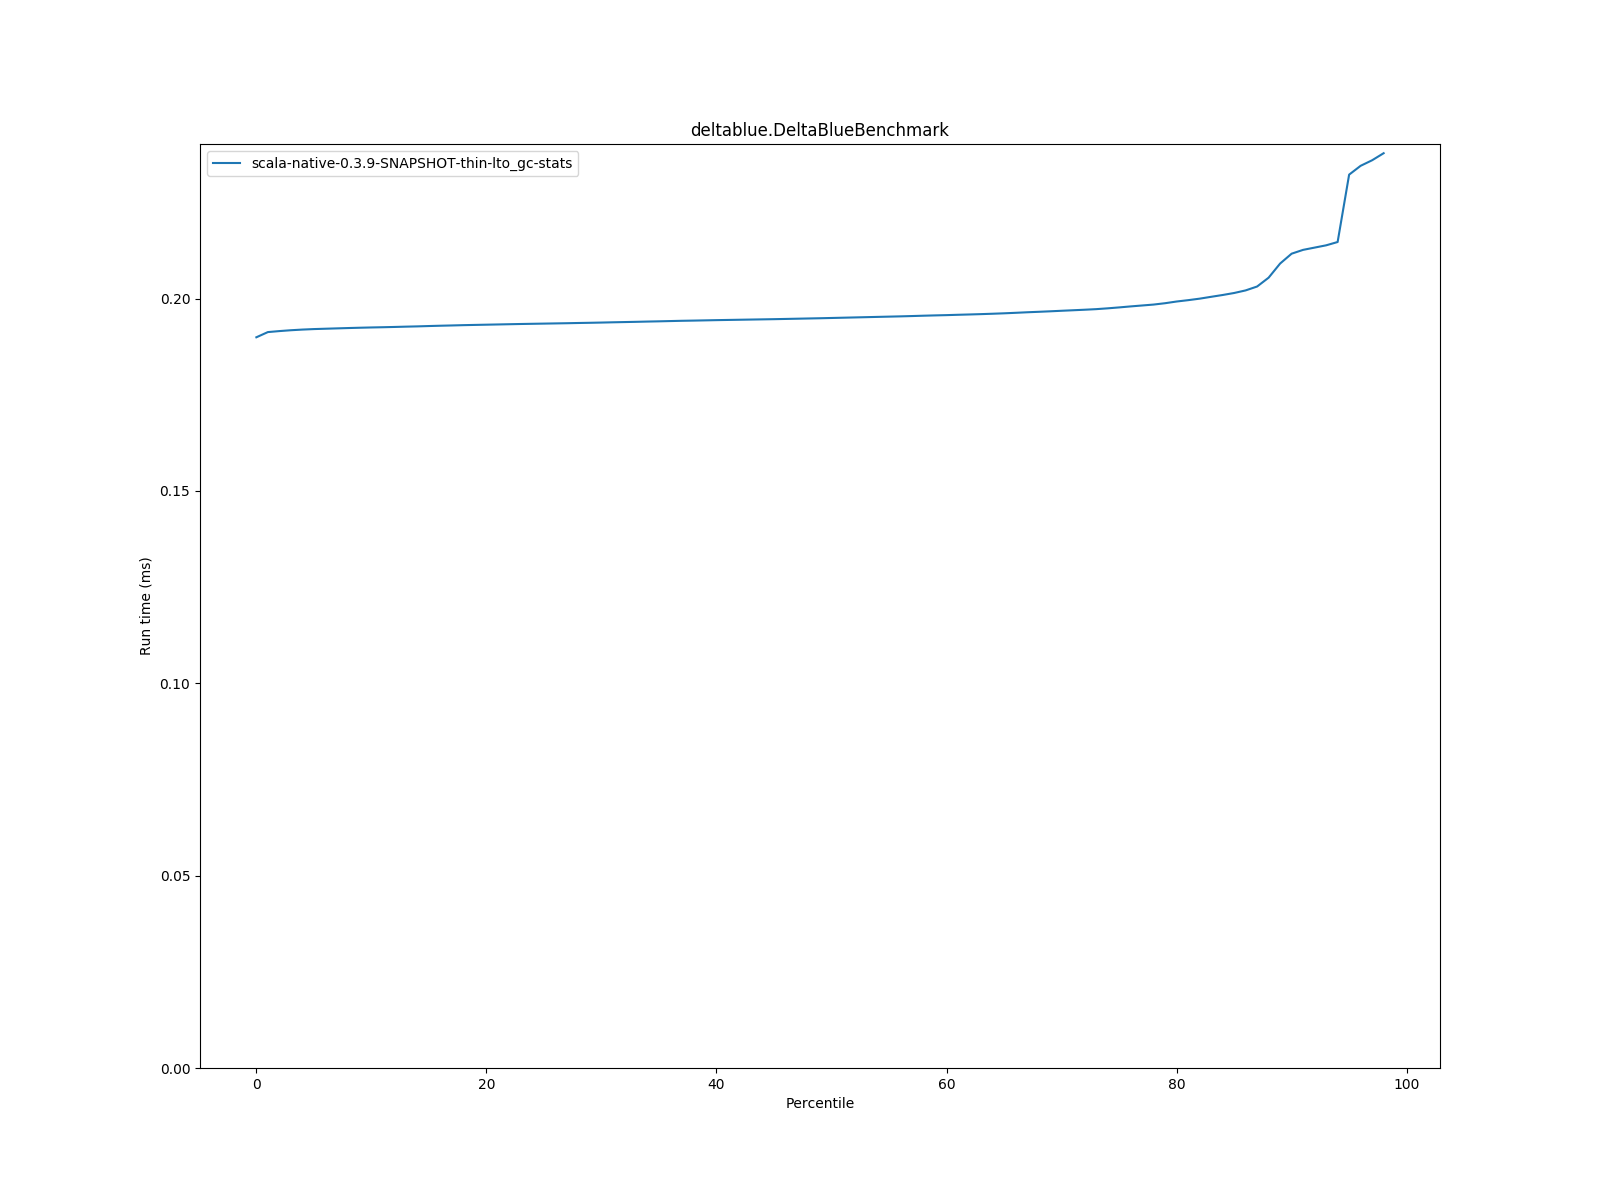 deltablue.DeltaBlueBenchmark
scala-native-0.3.9-SNAPSHOT-thin-lto_gc-stats
Run time (ms)
0.20
0.15
0.10
0.05
0.00
0 20 40 60 80 100
Percentile